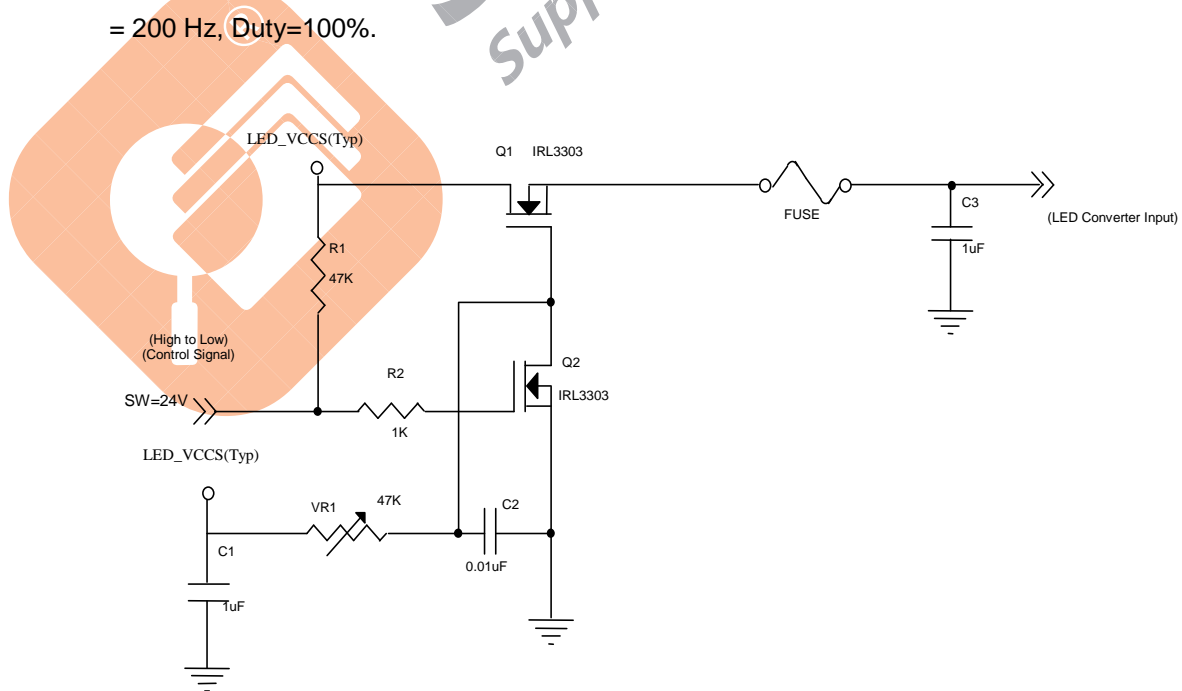 = 200 Hz, Duty=100%.
®
Supp
LED_VCCS(Typ)
Q1 IRL3303
FUSE
C3
(LED Converter Input)
1uF
R1
47K
(High to Low)
(Control Signal)
R2
Q2
IRL3303
SW=24V
1K
LED_VCCS(Typ)
VR1
47K
C2
C1
0.01uF
1uF